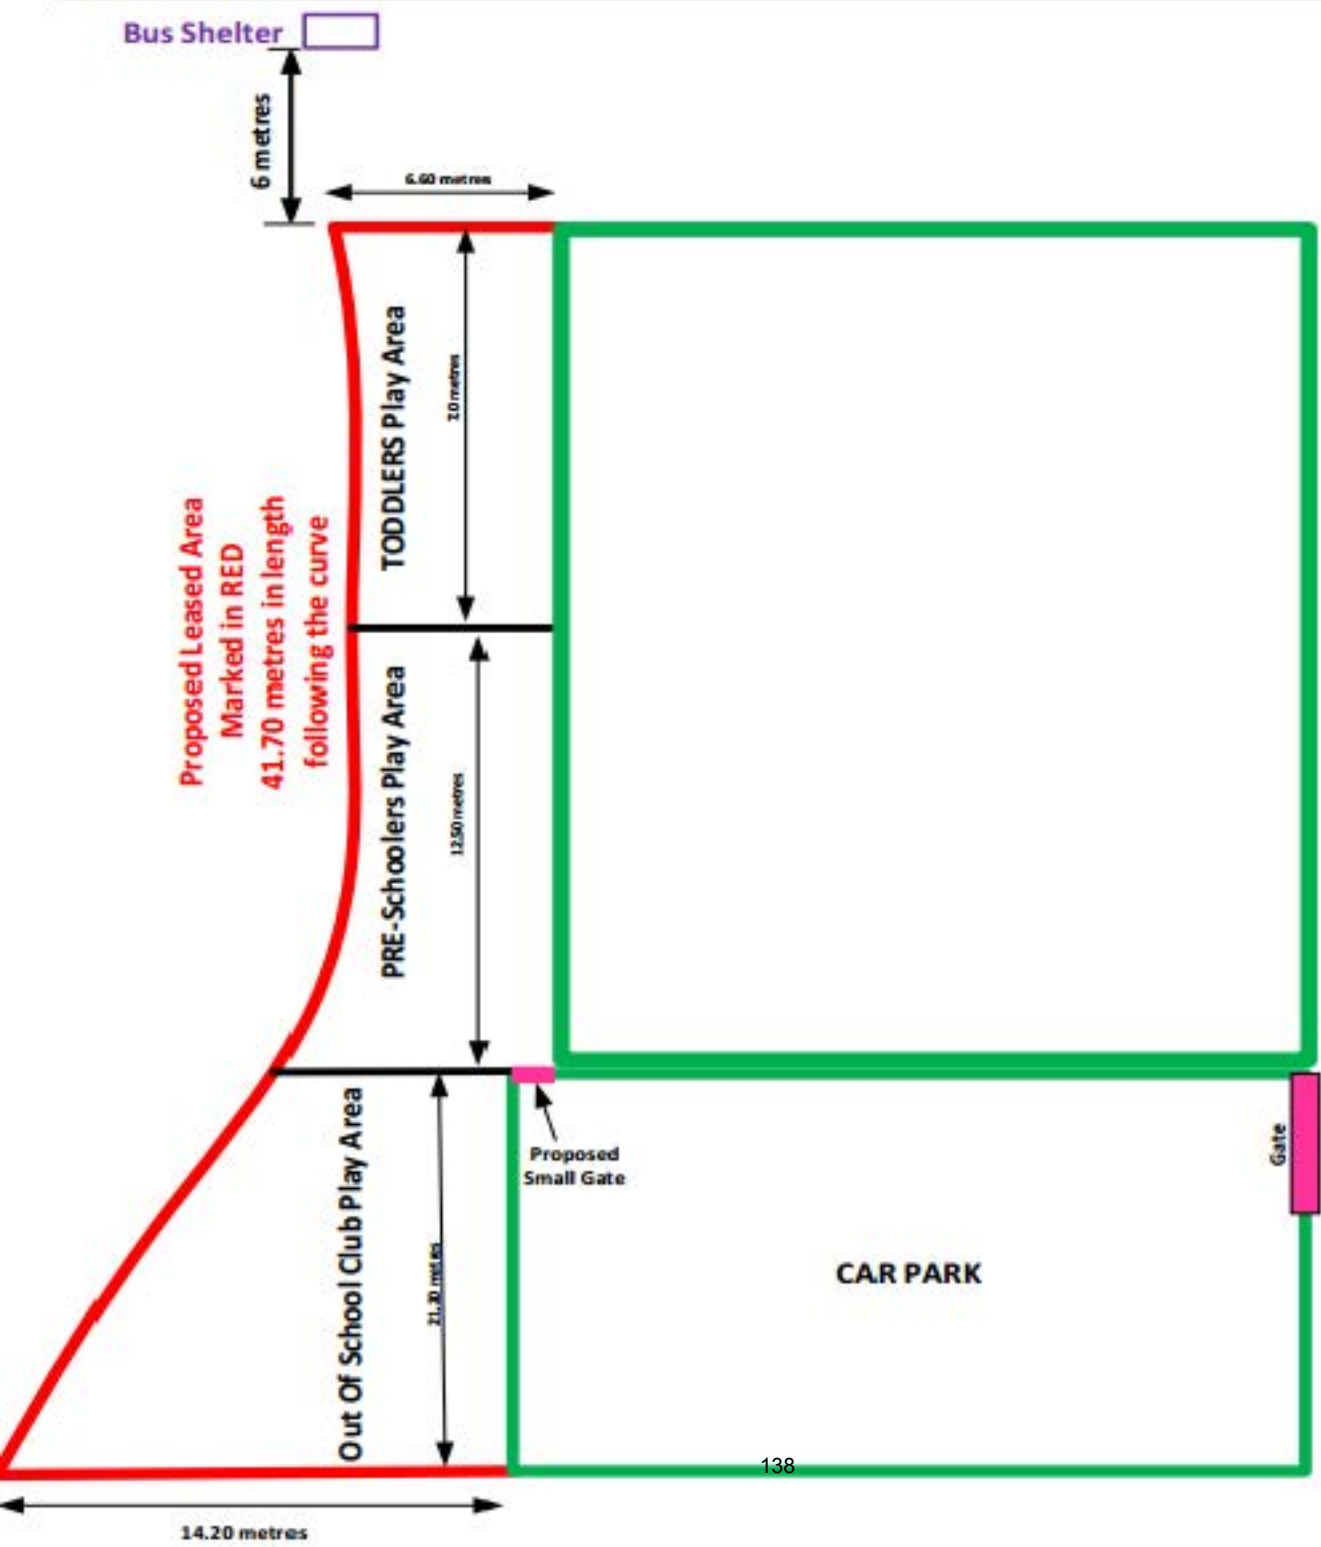 Bus Shelter
6 metres
6.60 metres
TODDLERS Play Area
metres
Proposed Leased Area
Marked in RED
41.70 metres in length
following the curve
PRE-Schoolers Play Area
12.50 metres
Proposed
Small Gate
Gate
Out Of School Club Play Area
metres
CAR PARK
138
14.20 metres